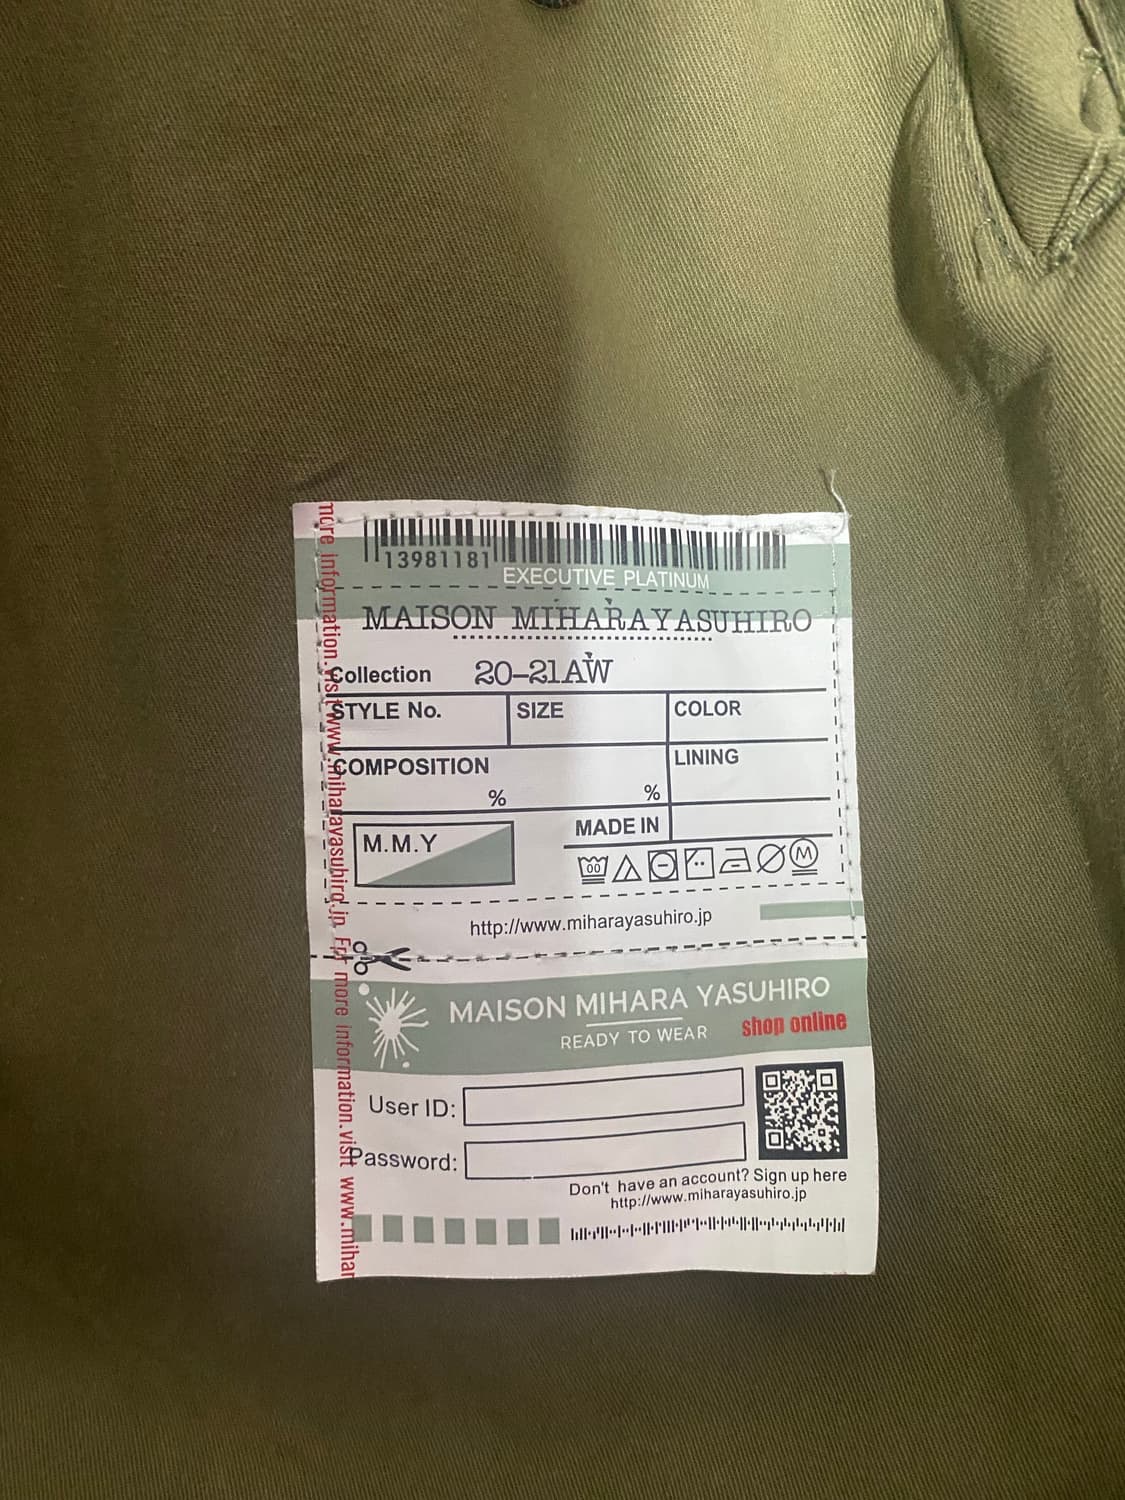 13981181
EXECUTIVE PLATINUM
MAISON MIHARAYASUHIRO
Collection 20-21AW
STYLE No. SIZE COLOR
COMPOSITION LINING
% %
MADE IN
M.M.Y
00 M
http://www.miharayasuhiro.jp
MAISON MIHARA YASUHIRO
READY TO WEAR shop online
User ID:
Password:
Don't have an account? Sign up here
http://www.miharayasuhiro.jp
more information.visit www.miharayasuhiro.jp For more information.visit www.mihar